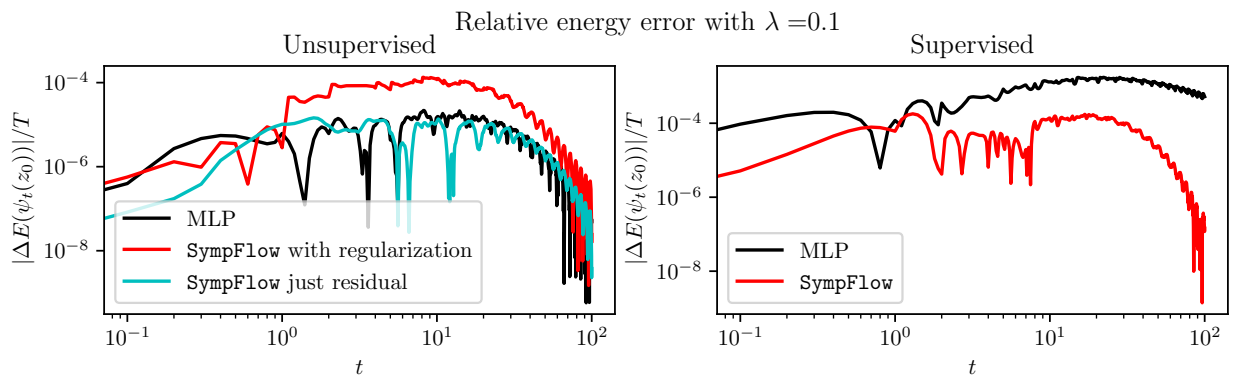 Relative energy error with λ =0.1
Unsupervised
|ΔE(ψ_t(z_0))|/T
10^{-4}
10^{-6}
10^{-8}
MLP
SympFlow with regularization
SympFlow just residual
10^{-1}
10^{0}
10^{1}
10^{2}
t
Supervised
|ΔE(ψ_t(z_0))|/T
10^{-4}
10^{-6}
10^{-8}
MLP
SympFlow
10^{-1}
10^{0}
10^{1}
10^{2}
t